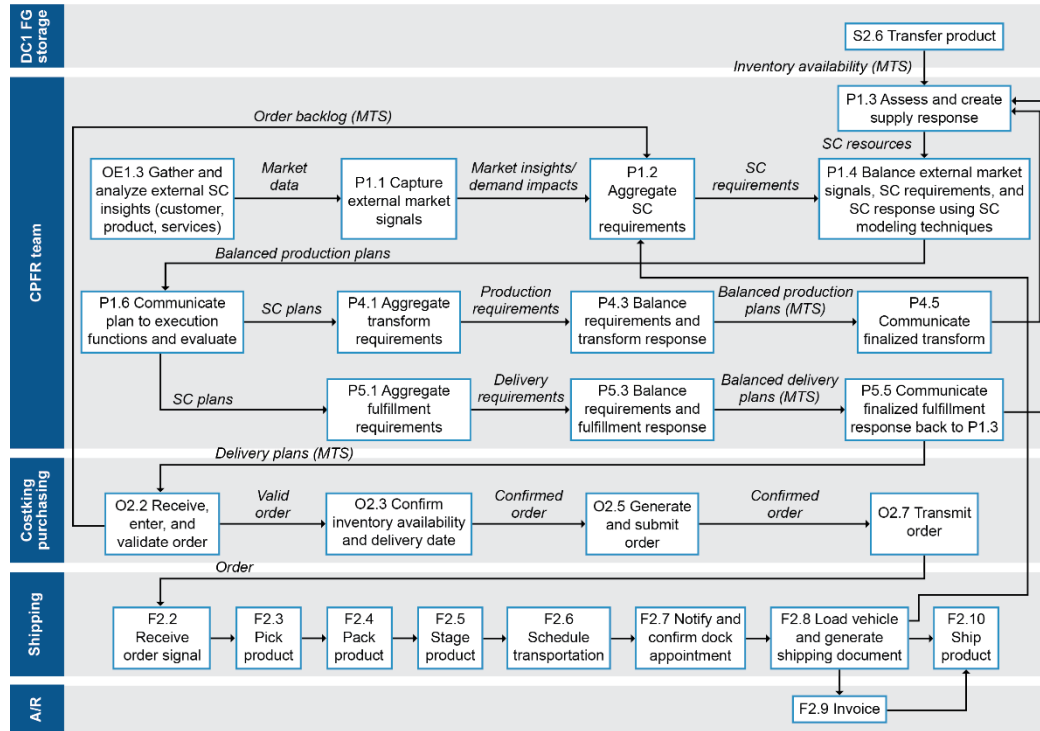 DC1 FG
storage
S2.6 Transfer product
Inventory availability (MTS)
CPFR team
P1.3 Assess and create
supply response
Order backlog (MTS)
SC resources
OE1.3 Gather and
analyze external SC
insights (customer,
product, services)
Market
data
P1.1 Capture
external market
signals
Market insights/
demand impacts
P1.2
Aggregate
SC
requirements
SC
requirements
P1.4 Balance external market
signals, SC requirements, and
SC response using SC
modeling techniques
Balanced production plans
P1.6 Communicate
plan to execution
functions and evaluate
SC plans
P4.1 Aggregate
transform
requirements
Production
requirements
P4.3 Balance
requirements and
transform response
Balanced production
plans (MTS)
P4.5
Communicate
finalized transform
SC plans
P5.1 Aggregate
fulfillment
requirements
Delivery
requirements
P5.3 Balance
requirements and
fulfillment response
Balanced delivery
plans (MTS)
P5.5 Communicate
finalized fulfillment
response back to P1.3
Delivery plans (MTS)
Costking
purchasing
O2.2 Receive,
enter, and
validate order
Valid
order
O2.3 Confirm
inventory availability
and delivery date
Confirmed
order
O2.5 Generate
and submit
order
Confirmed
order
O2.7 Transmit
order
Order
Shipping
F2.2
Receive
order signal
F2.3
Pick
product
F2.4
Pack
product
F2.5
Stage
product
F2.6
Schedule
transportation
F2.7 Notify and
confirm dock
appointment
F2.8 Load vehicle
and generate
shipping document
F2.10
Ship
product
A/R
F2.9 Invoice